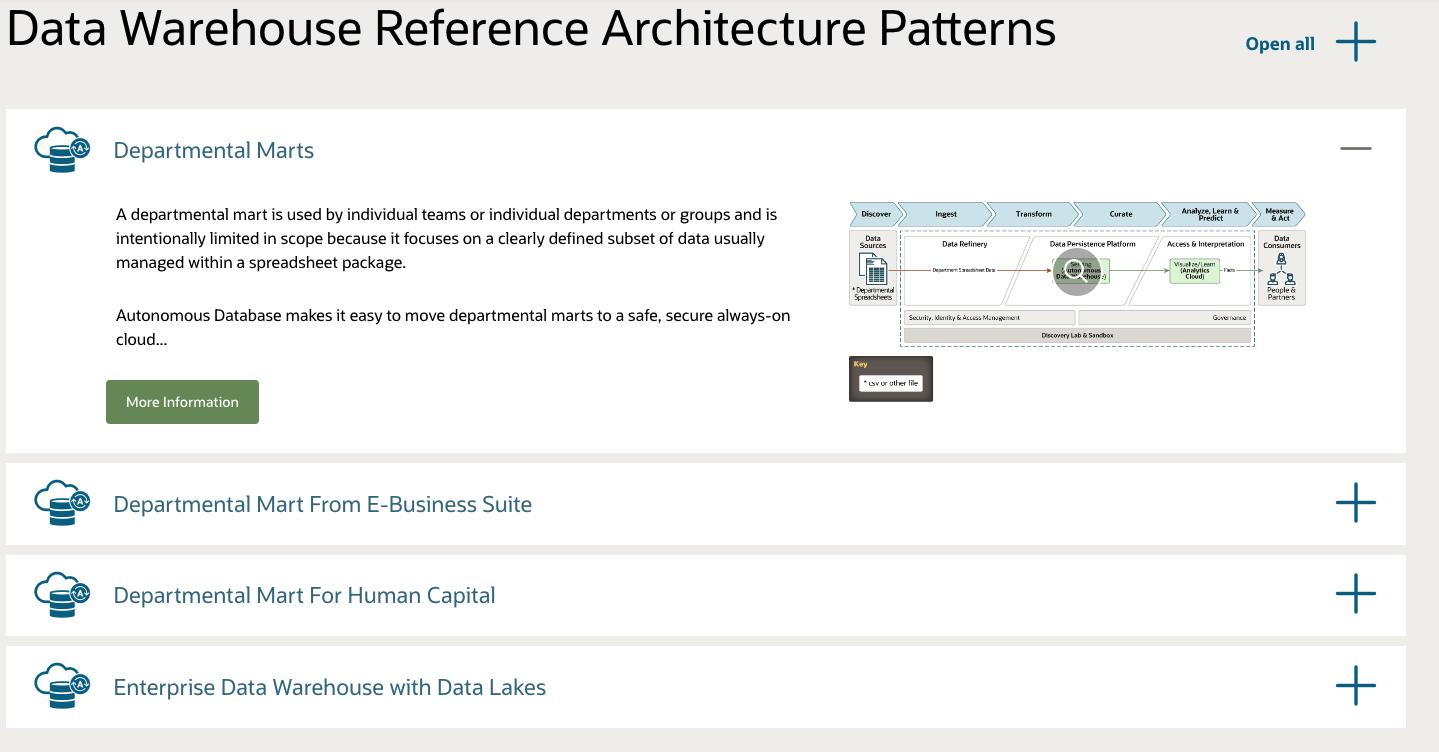 Data Warehouse Reference Architecture Patterns
Open all
Departmental Marts
A departmental mart is used by individual teams or individual departments or groups and is
intentionally limited in scope because it focuses on a clearly defined subset of data usually
managed within a spreadsheet package.
Autonomous Database makes it easy to move departmental marts to a safe, secure always-on
cloud...
More Information
Discover
Ingest
Transform
Curate
Analyze, Learn &
Predict
Measure
& Act
Data
Sources
* Departmental
Spreadsheets
Data Refinery
Department Spreadsheet Data
Data Persistence Platform
Access & Interpretation
Visualize/Learn
(Analytics
Cloud)
Facts
Data
Consumers
People &
Partners
Security, Identity & Access Management
Governance
Discovery Lab & Sandbox
Key
* csv or other file
Departmental Mart From E-Business Suite
Departmental Mart For Human Capital
Enterprise Data Warehouse with Data Lakes